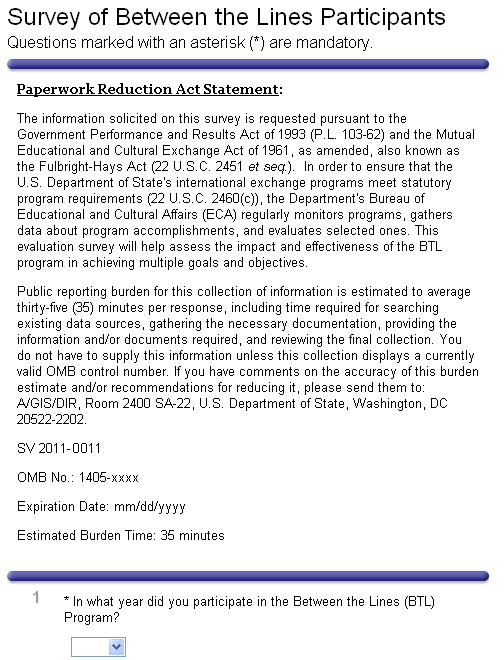 Survey of Between the Lines Participants
Questions marked with an asterisk (*) are mandatory.
Paperwork Reduction Act Statement:
The information solicited on this survey is requested pursuant to the
Government Performance and Results Act of 1993 (P.L. 103-62) and the Mutual
Educational and Cultural Exchange Act of 1961, as amended, also known as
the Fulbright-Hays Act (22 U.S.C. 2451 et seq.).  In order to ensure that the
U.S. Department of State's international exchange programs meet statutory
program requirements (22 U.S.C. 2460(c)), the Department's Bureau of
Educational and Cultural Affairs (ECA) regularly monitors programs, gathers
data about program accomplishments, and evaluates selected ones. This
evaluation survey will help assess the impact and effectiveness of the BTL
program in achieving multiple goals and objectives.
Public reporting burden for this collection of information is estimated to average
thirty-five (35) minutes per response, including time required for searching
existing data sources, gathering the necessary documentation, providing the
information and/or documents required, and reviewing the final collection. You
do not have to supply this information unless this collection displays a currently
valid OMB control number. If you have comments on the accuracy of this burden
estimate and/or recommendations for reducing it, please send them to:
A/GIS/DIR, Room 2400 SA-22, U.S. Department of State, Washington, DC
20522-2202.
SV 2011-0011
OMB No.: 1405-xxxx
Expiration Date: mm/dd/yyyy
Estimated Burden Time: 35 minutes
1 * In what year did you participate in the Between the Lines (BTL)
Program?